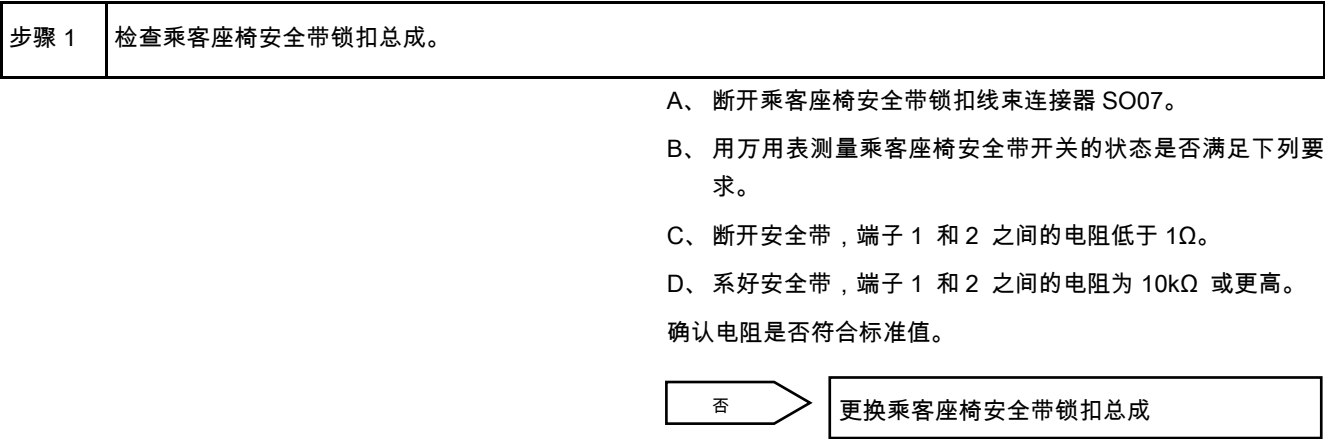 步骤 1 检查乘客座椅安全带锁扣总成。
A、 断开乘客座椅安全带锁扣线束连接器 SO07。
B、 用万用表测量乘客座椅安全带开关的状态是否满足下列要
求。
C、 断开安全带，端子 1 和 2 之间的电阻低于 1Ω。
D、 系好安全带，端子 1 和 2 之间的电阻为 10kΩ 或更高。
确认电阻是否符合标准值。
否 更换乘客座椅安全带锁扣总成